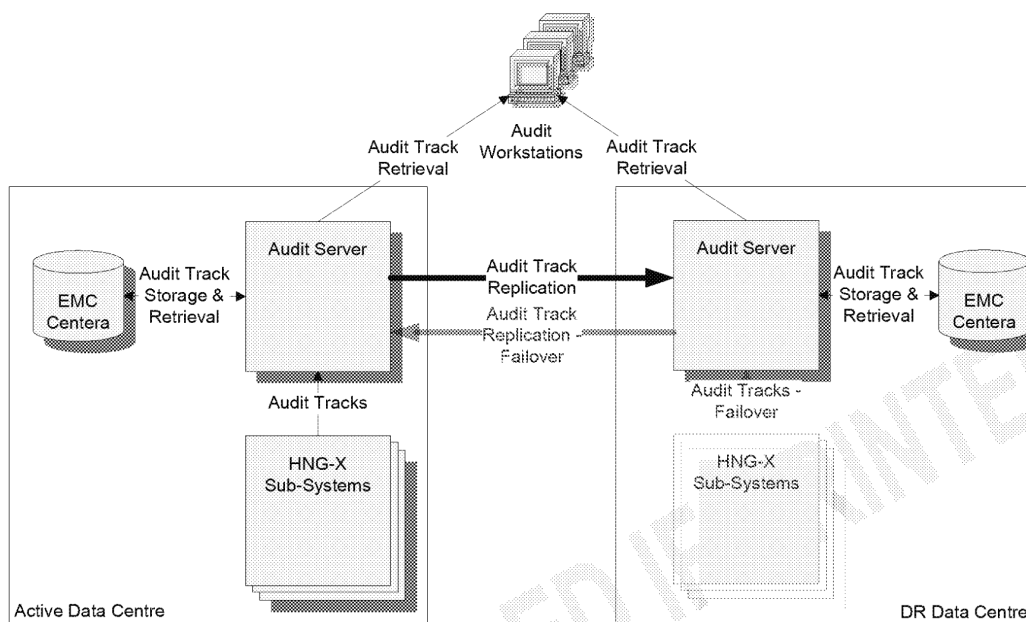 Audit
Workstations
Audit Track
Retrieval
Audit Track
Retrieval
Audit Server
EMC
Centera
Audit Track
Storage &
Retrieval
Audit Track
Replication
Audit Track
Replication -
Failover
Audit Server
Audit Track
Storage &
Retrieval
EMC
Centera
Audit Tracks
Audit Tracks -
Failover
HNG-X
Sub-Systems
HNG-X
Sub-Systems
Active Data Centre
DR Data Centre